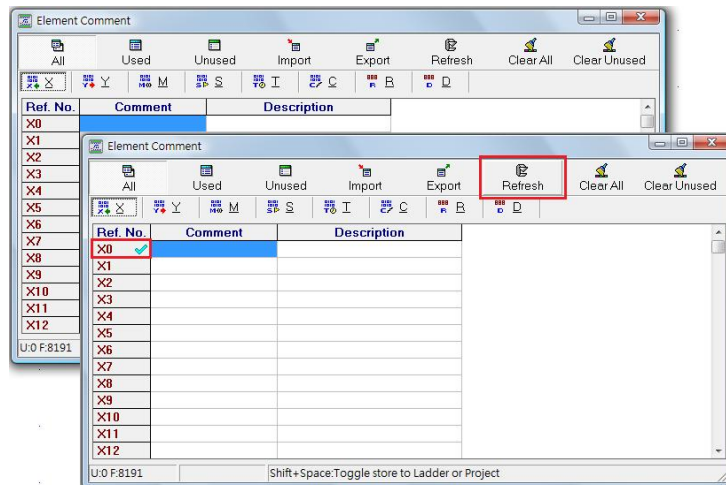 Element Comment
All Used Unused Import Export Refresh Clear All Clear Unused
X Y M S T C R D
Ref. No. Comment Description
X0
X1
X2
X3
X4
X5
X6
X7
X8
X9
X10
X11
X12
U:0 F:8191
Element Comment
All Used Unused Import Export Refresh Clear All Clear Unused
X Y M S T C R D
Ref. No. Comment Description
X0
X1
X2
X3
X4
X5
X6
X7
X8
X9
X10
X11
X12
U:0 F:8191 Shift+Space:Toggle store to Ladder or Project